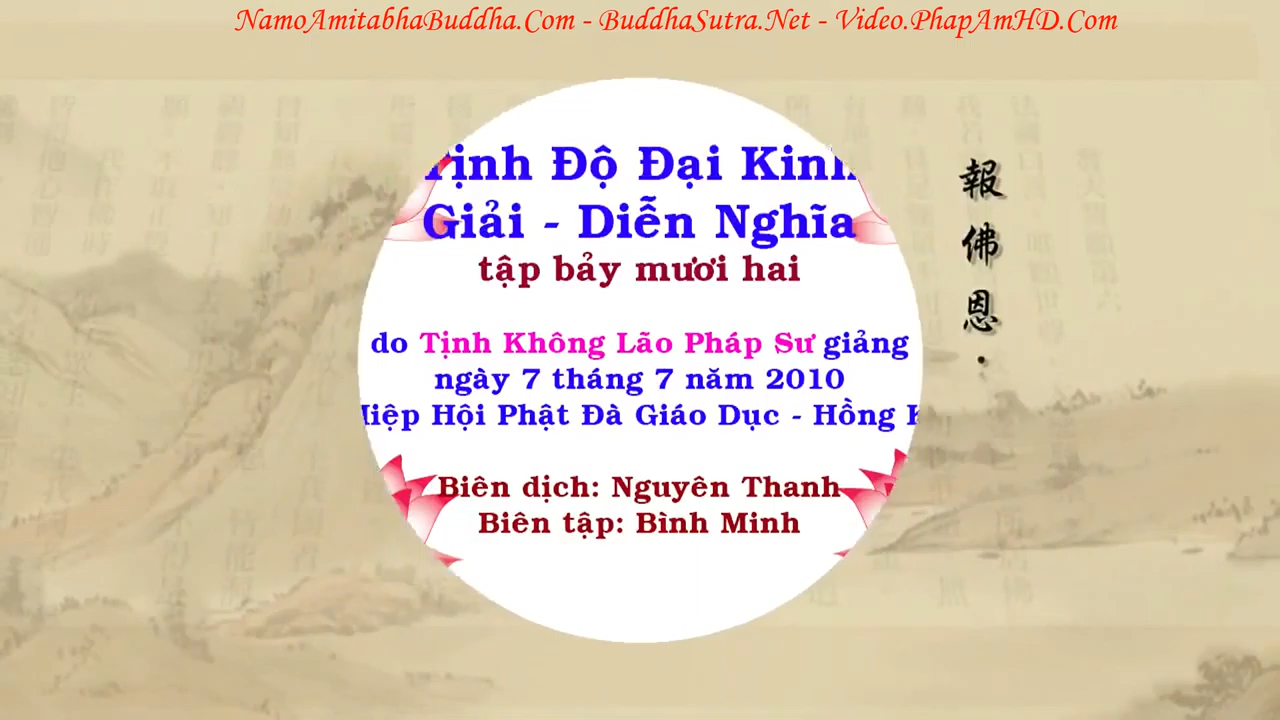 NamoAmitabhaBuddha.Com - BuddhaSutra.Net - Video.PhapAmHD.Com
Tịnh Độ Đại Kinh
Giải - Diễn Nghĩa
tập bảy mươi hai
do Tịnh Không Lão Pháp Sư giảng
ngày 7 tháng 7 năm 2010
Hội Phật Đà Giáo Dục - Hồng
Biên dịch: Nguyên Thanh
Biên tập: Bình Minh
報佛恩.